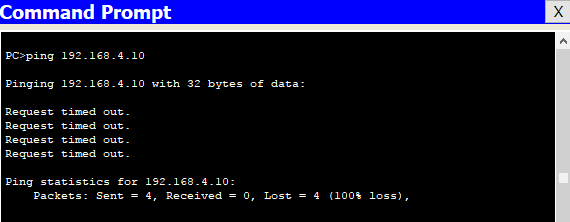 Command Prompt X
PC>ping 192.168.4.10
Pinging 192.168.4.10 with 32 bytes of data:
Request timed out.
Request timed out.
Request timed out.
Request timed out.
Ping statistics for 192.168.4.10:
Packets: Sent = 4, Received = 0, Lost = 4 (100% loss),